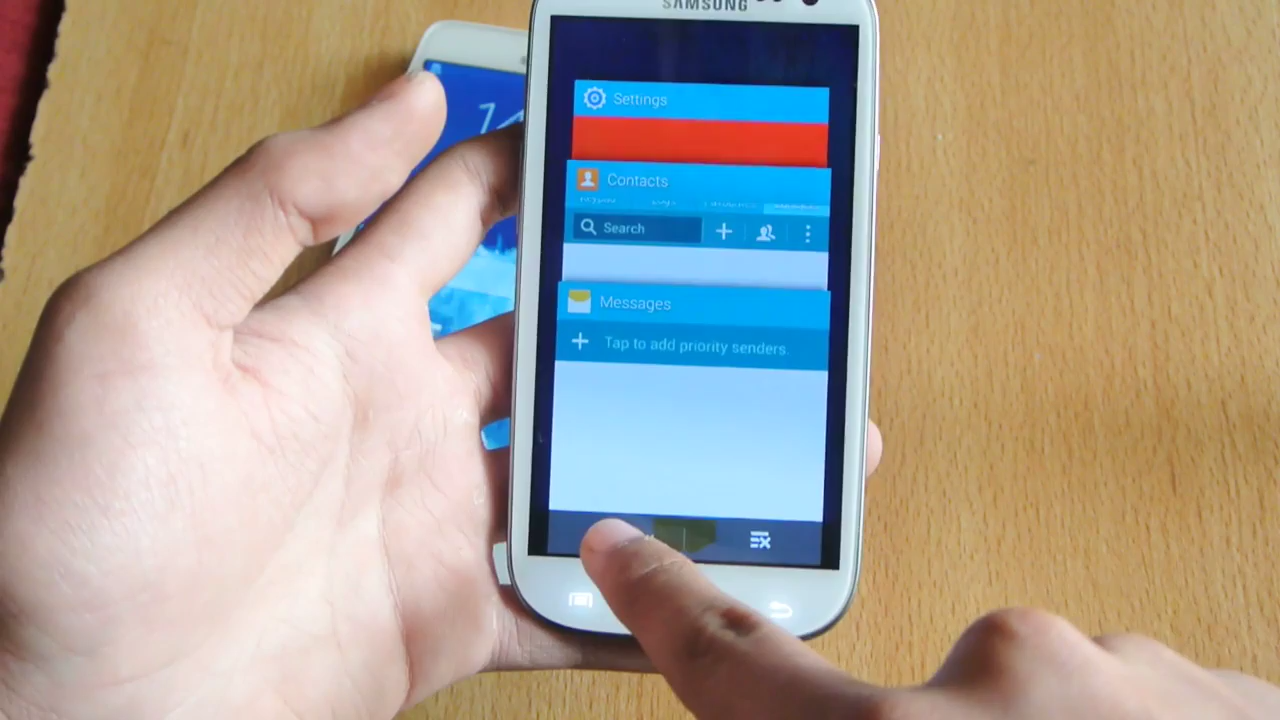 SAMSUNG
Settings
Contacts
Search
Messages
Tap to add priority senders.